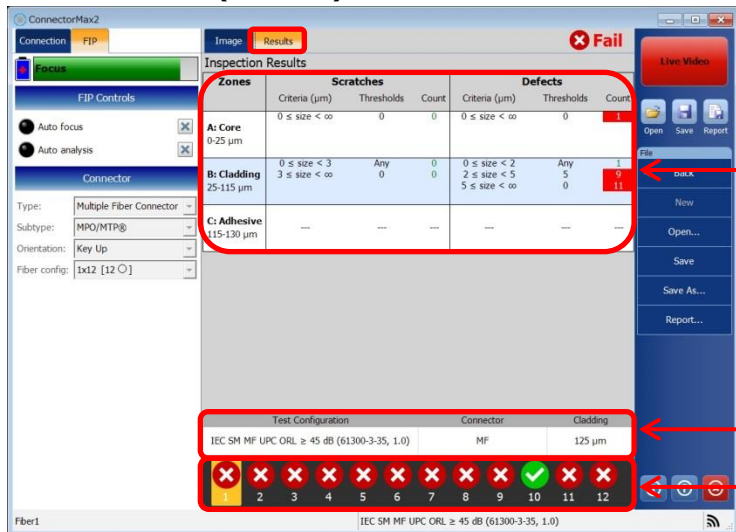 ConnectorMax2
Connection FIP Image Results Fail
Focus
Inspection Results
Live Video
FIP Controls
Auto focus
Auto analysis
Connector
Type: Multiple Fiber Connector
Subtype: MPO/MTP®
Orientation: Key Up
Fiber config: 1x12 [12 ○]
Zones Scratches Defects
Criteria (µm) Thresholds Count Criteria (µm) Thresholds Count
A: Core
0-25 µm
0 ≤ size < ∞ 0 0 0 ≤ size < ∞ 0 1
B: Cladding
25-115 µm
0 ≤ size < 3 Any 0 0 ≤ size < 2 Any 1
3 ≤ size < ∞ 0 0 2 ≤ size < 5 5 9
5 ≤ size < ∞ 0 11
C: Adhesive
115-130 µm
--- --- --- --- --- ---
Open Save Report
File
Back
New
Open...
Save
Save As...
Report...
Test Configuration Connector Cladding
IEC SM MF UPC ORL ≥ 45 dB (61300-3-35, 1.0) MF 125 µm
1 2 3 4 5 6 7 8 9 10 11 12
Fiber1 IEC SM MF UPC ORL ≥ 45 dB (61300-3-35, 1.0)